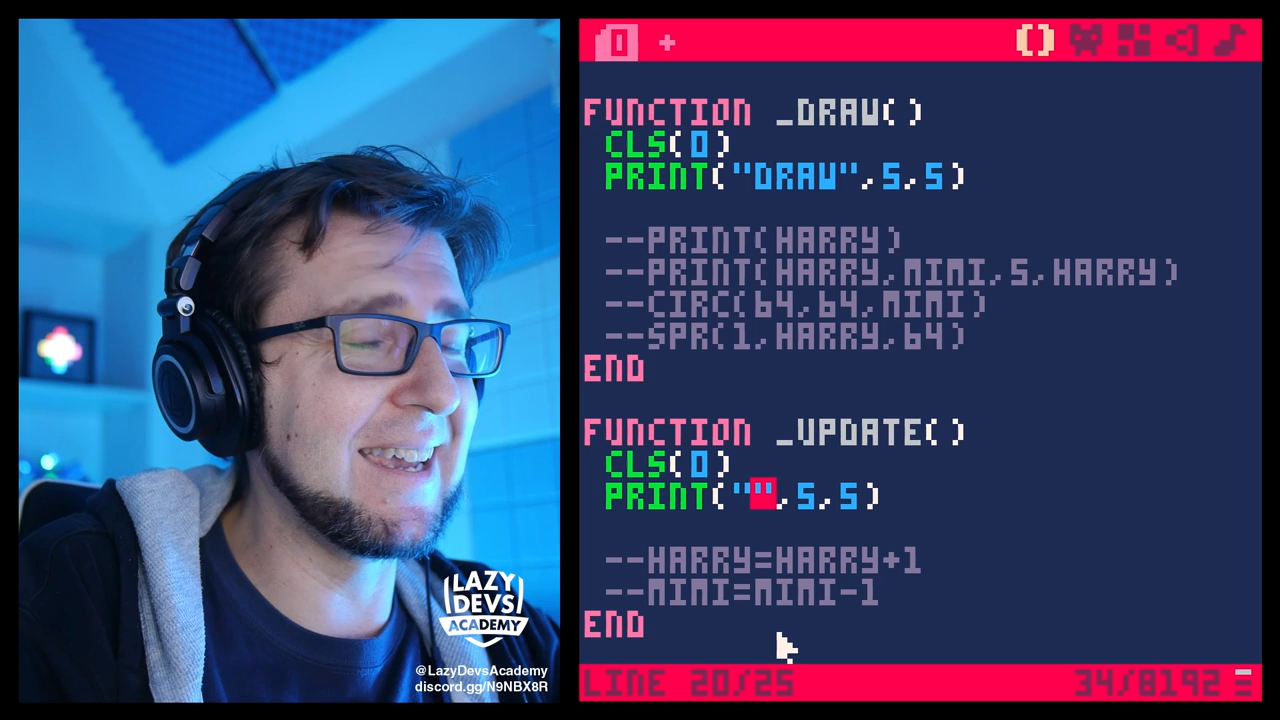 LAZY
DEVS
ACADEMY
@LazyDevsAcademy
discord.gg/N9NBX8R
0 +
FUNCTION _DRAW()
CLS(0)
PRINT("DRAW",5,5)
--PRINT(HARRY)
--PRINT(HARRY,MIMI,5,HARRY)
--CIRC(64,64,MIMI)
--SPR(1,HARRY,64)
END
FUNCTION _UPDATE()
CLS(0)
PRINT("",5,5)
--HARRY=HARRY+1
--MIMI=MIMI-1
END
LINE 20/25
34/8192